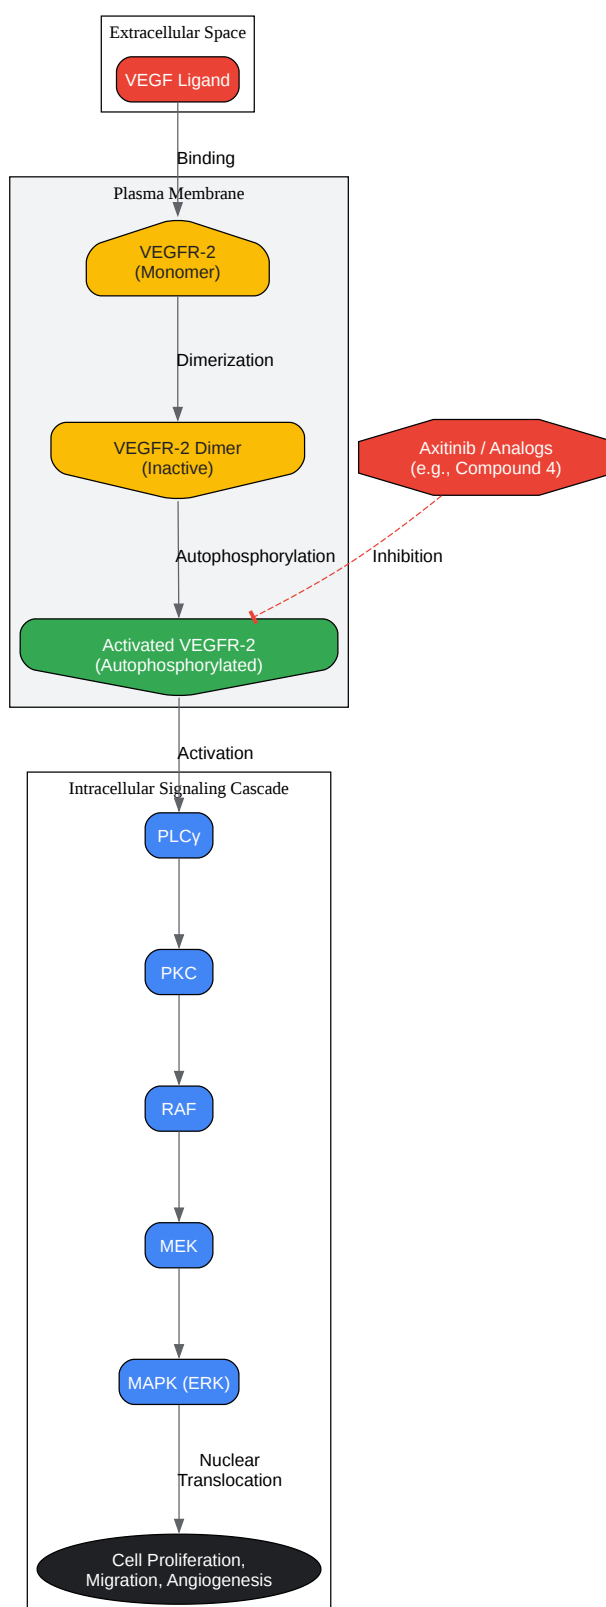 Extracellular Space
VEGF Ligand
Binding
Plasma Membrane
VEGFR-2
(Monomer)
Dimerization
VEGFR-2 Dimer
(Inactive)
Axitinib / Analogs
(e.g., Compound 4)
Autophosphorylation
Inhibition
Activated VEGFR-2
(Autophosphorylated)
Activation
Intracellular Signaling Cascade
PLCγ
PKC
RAF
MEK
MAPK (ERK)
Nuclear
Translocation
Cell Proliferation,
Migration, Angiogenesis